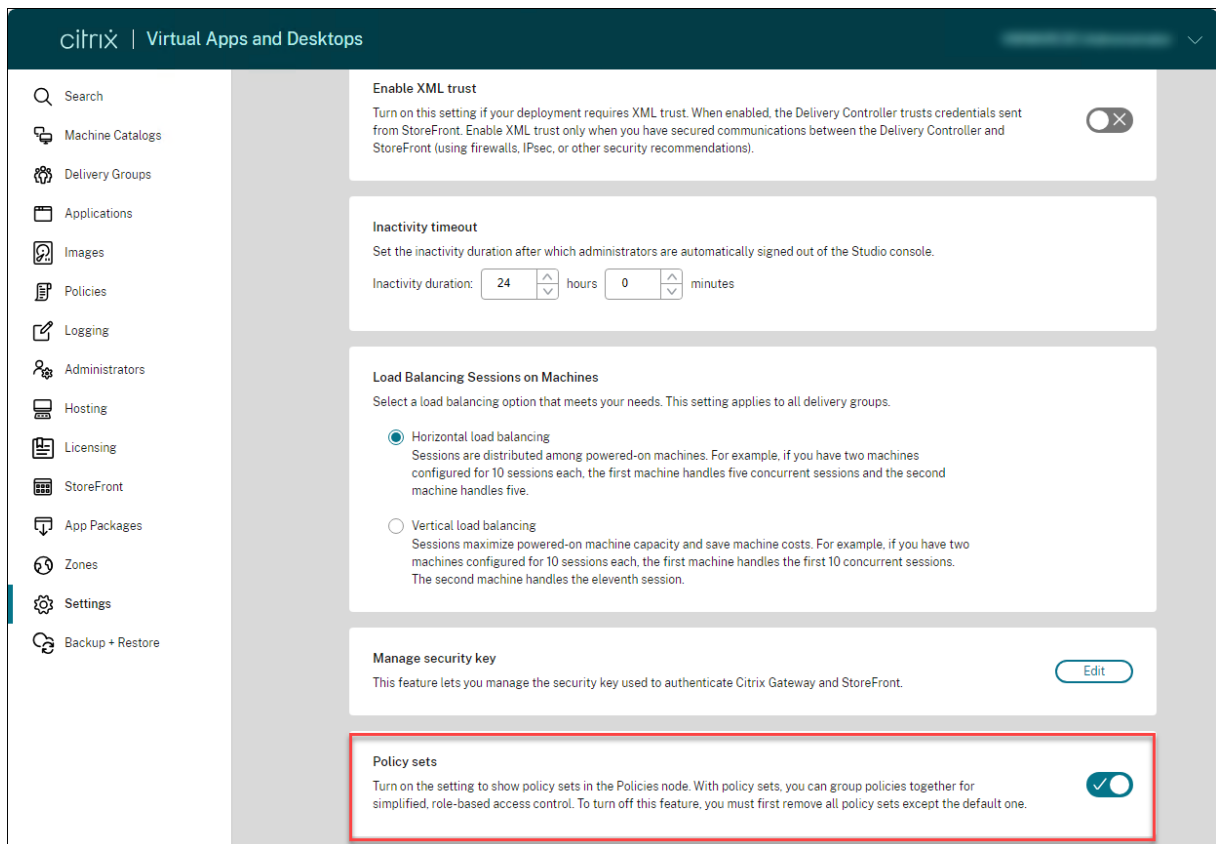 citrix | Virtual Apps and Desktops
Search
Machine Catalogs
Delivery Groups
Applications
Images
Policies
Logging
Administrators
Hosting
Licensing
StoreFront
App Packages
Zones
Settings
Backup + Restore
Enable XML trust
Turn on this setting if your deployment requires XML trust. When enabled, the Delivery Controller trusts credentials sent
from StoreFront. Enable XML trust only when you have secured communications between the Delivery Controller and
StoreFront (using firewalls, IPsec, or other security recommendations).
Inactivity timeout
Set the inactivity duration after which administrators are automatically signed out of the Studio console.
Inactivity duration: 24 hours 0 minutes
Load Balancing Sessions on Machines
Select a load balancing option that meets your needs. This setting applies to all delivery groups.
Horizontal load balancing
Sessions are distributed among powered-on machines. For example, if you have two machines
configured for 10 sessions each, the first machine handles five concurrent sessions and the second
machine handles five.
Vertical load balancing
Sessions maximize powered-on machine capacity and save machine costs. For example, if you have two
machines configured for 10 sessions each, the first machine handles the first 10 concurrent sessions.
The second machine handles the eleventh session.
Manage security key
This feature lets you manage the security key used to authenticate Citrix Gateway and StoreFront.
Edit
Policy sets
Turn on the setting to show policy sets in the Policies node. With policy sets, you can group policies together for
simplified, role-based access control. To turn off this feature, you must first remove all policy sets except the default one.